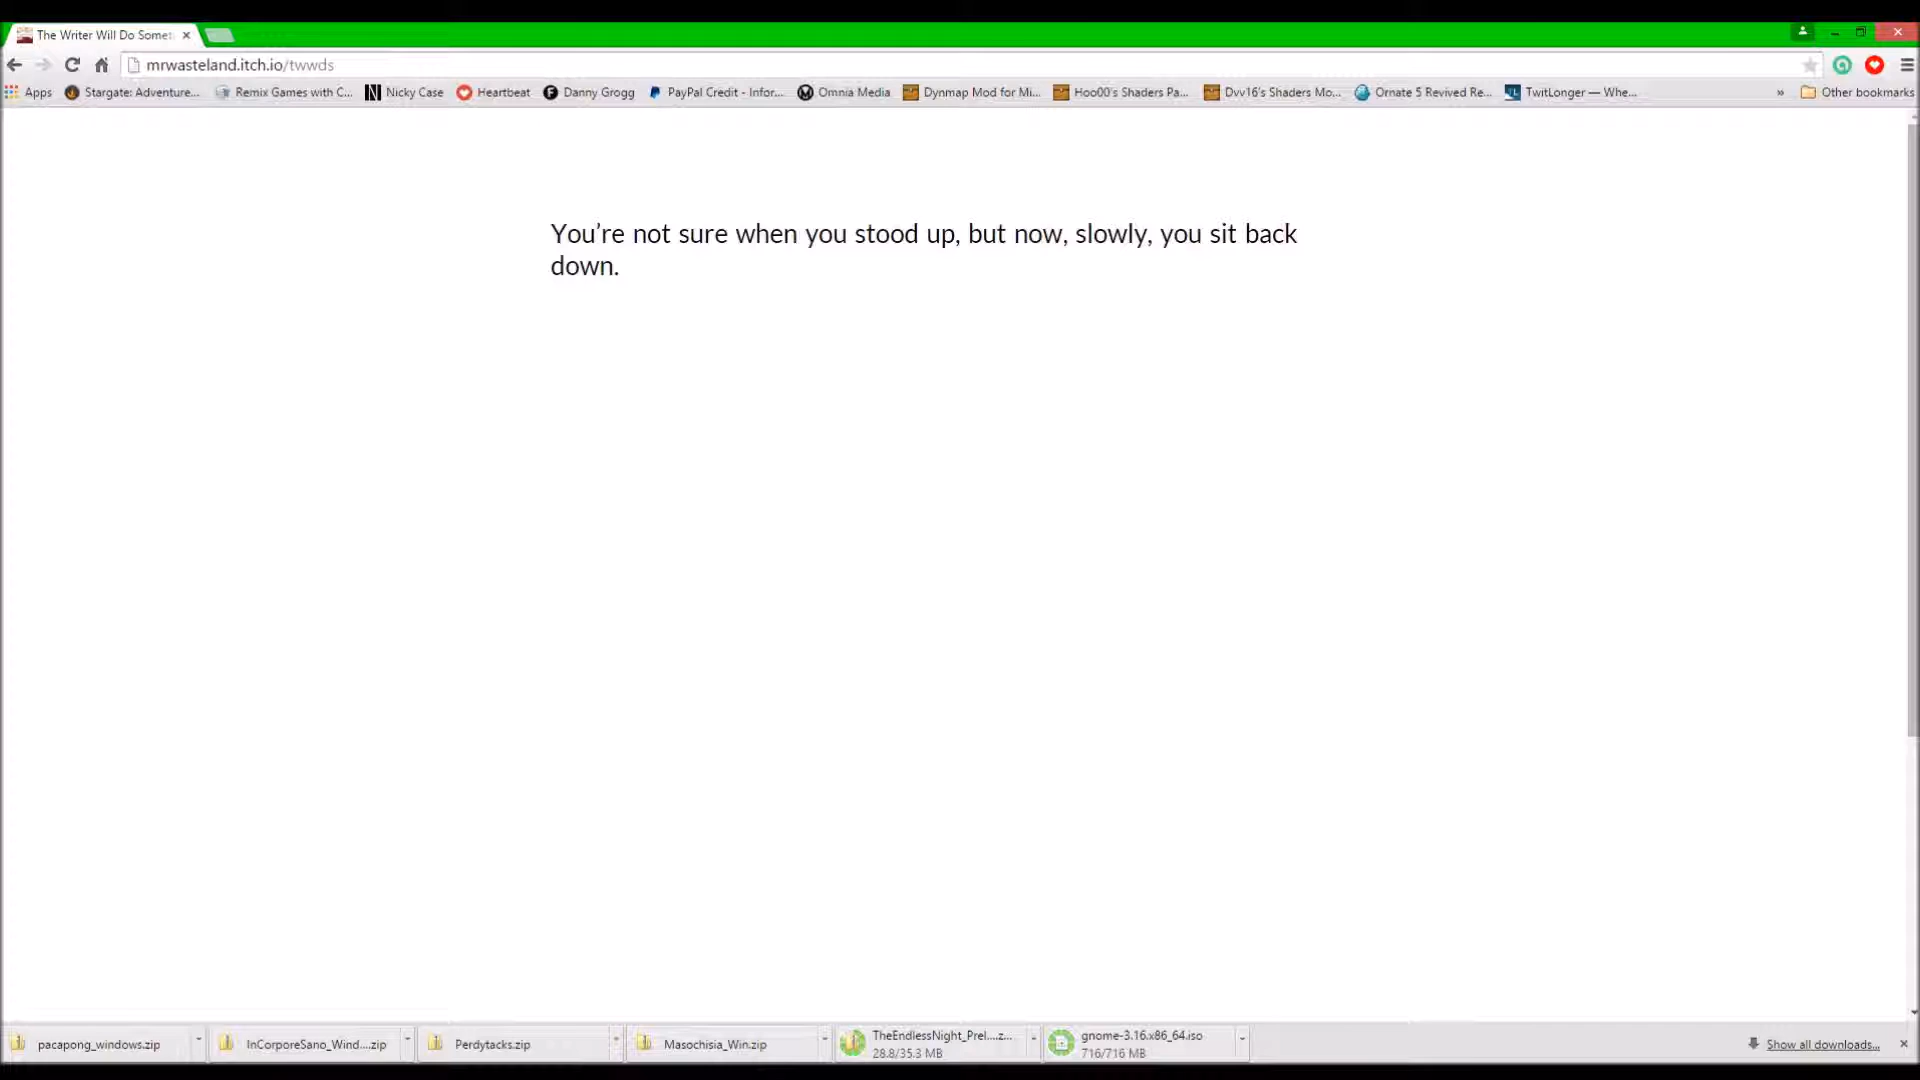 The Writer Will Do Somet
mrwasteland.itch.io/twwds
Apps Stargate: Adventure... Remix Games with C... Nicky Case Heartbeat Danny Grogg PayPal Credit - Infor... Omnia Media Dynmap Mod for Mi... Hoo00's Shaders Pa... Dvv16's Shaders Mo... Ornate 5 Revived Re... TwitLonger — Whe... » Other bookmarks
You’re not sure when you stood up, but now, slowly, you sit back
down.
pacapong_windows.zip InCorporeSano_Wind....zip Perdytacks.zip Masochisia_Win.zip TheEndlessNight_Prel....z... gnome-3.16.x86_64.iso Show all downloads...
28.8/35.3 MB 716/716 MB